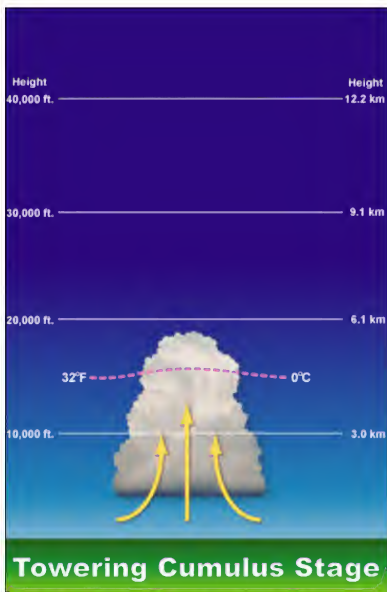 Height Height
40,000 ft. 12.2 km
30,000 ft. 9.1 km
20,000 ft. 6.1 km
32°F 0°C
10,000 ft. 3.0 km
Towering Cumulus Stage